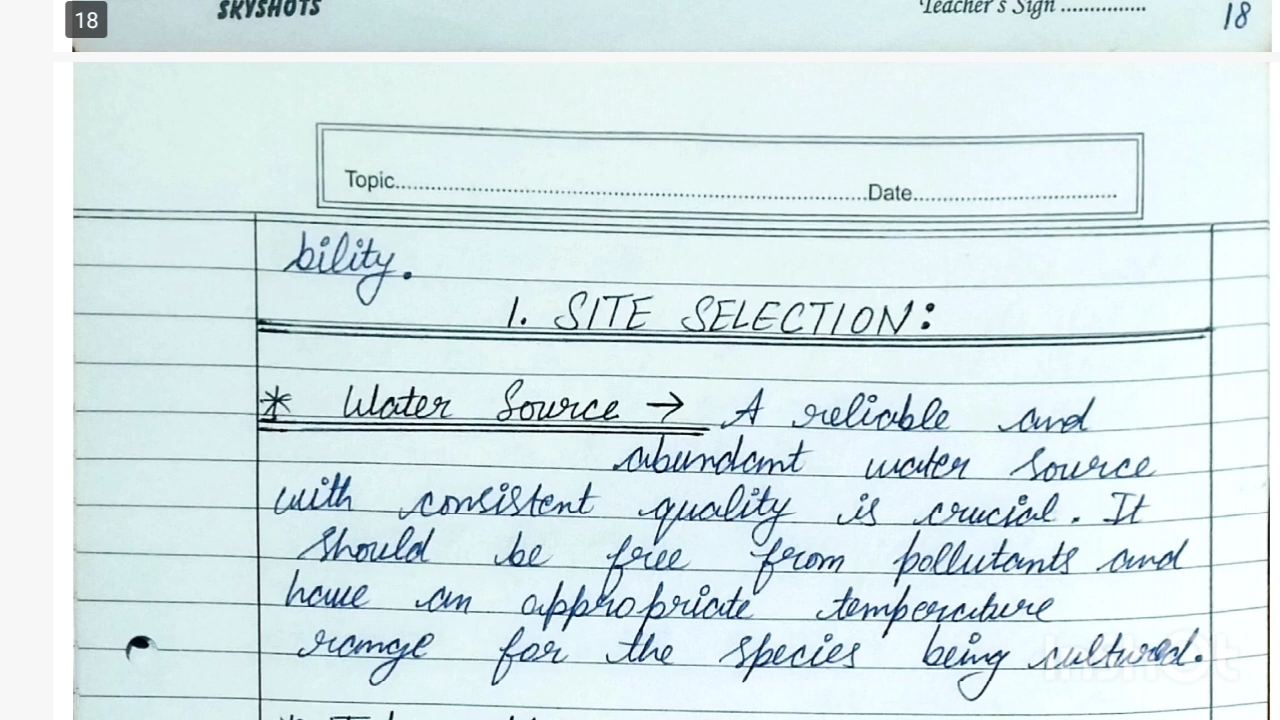 18
SKYSHOTS
Teacher's Sign ...............
18
Topic..................................................Date..................
bility.
1. SITE SELECTION:
* Water Source → A reliable and
abundant water source
with consistent quality is crucial. It
should be free from pollutants and
have an appropriate temperature
range for the species being cultured.